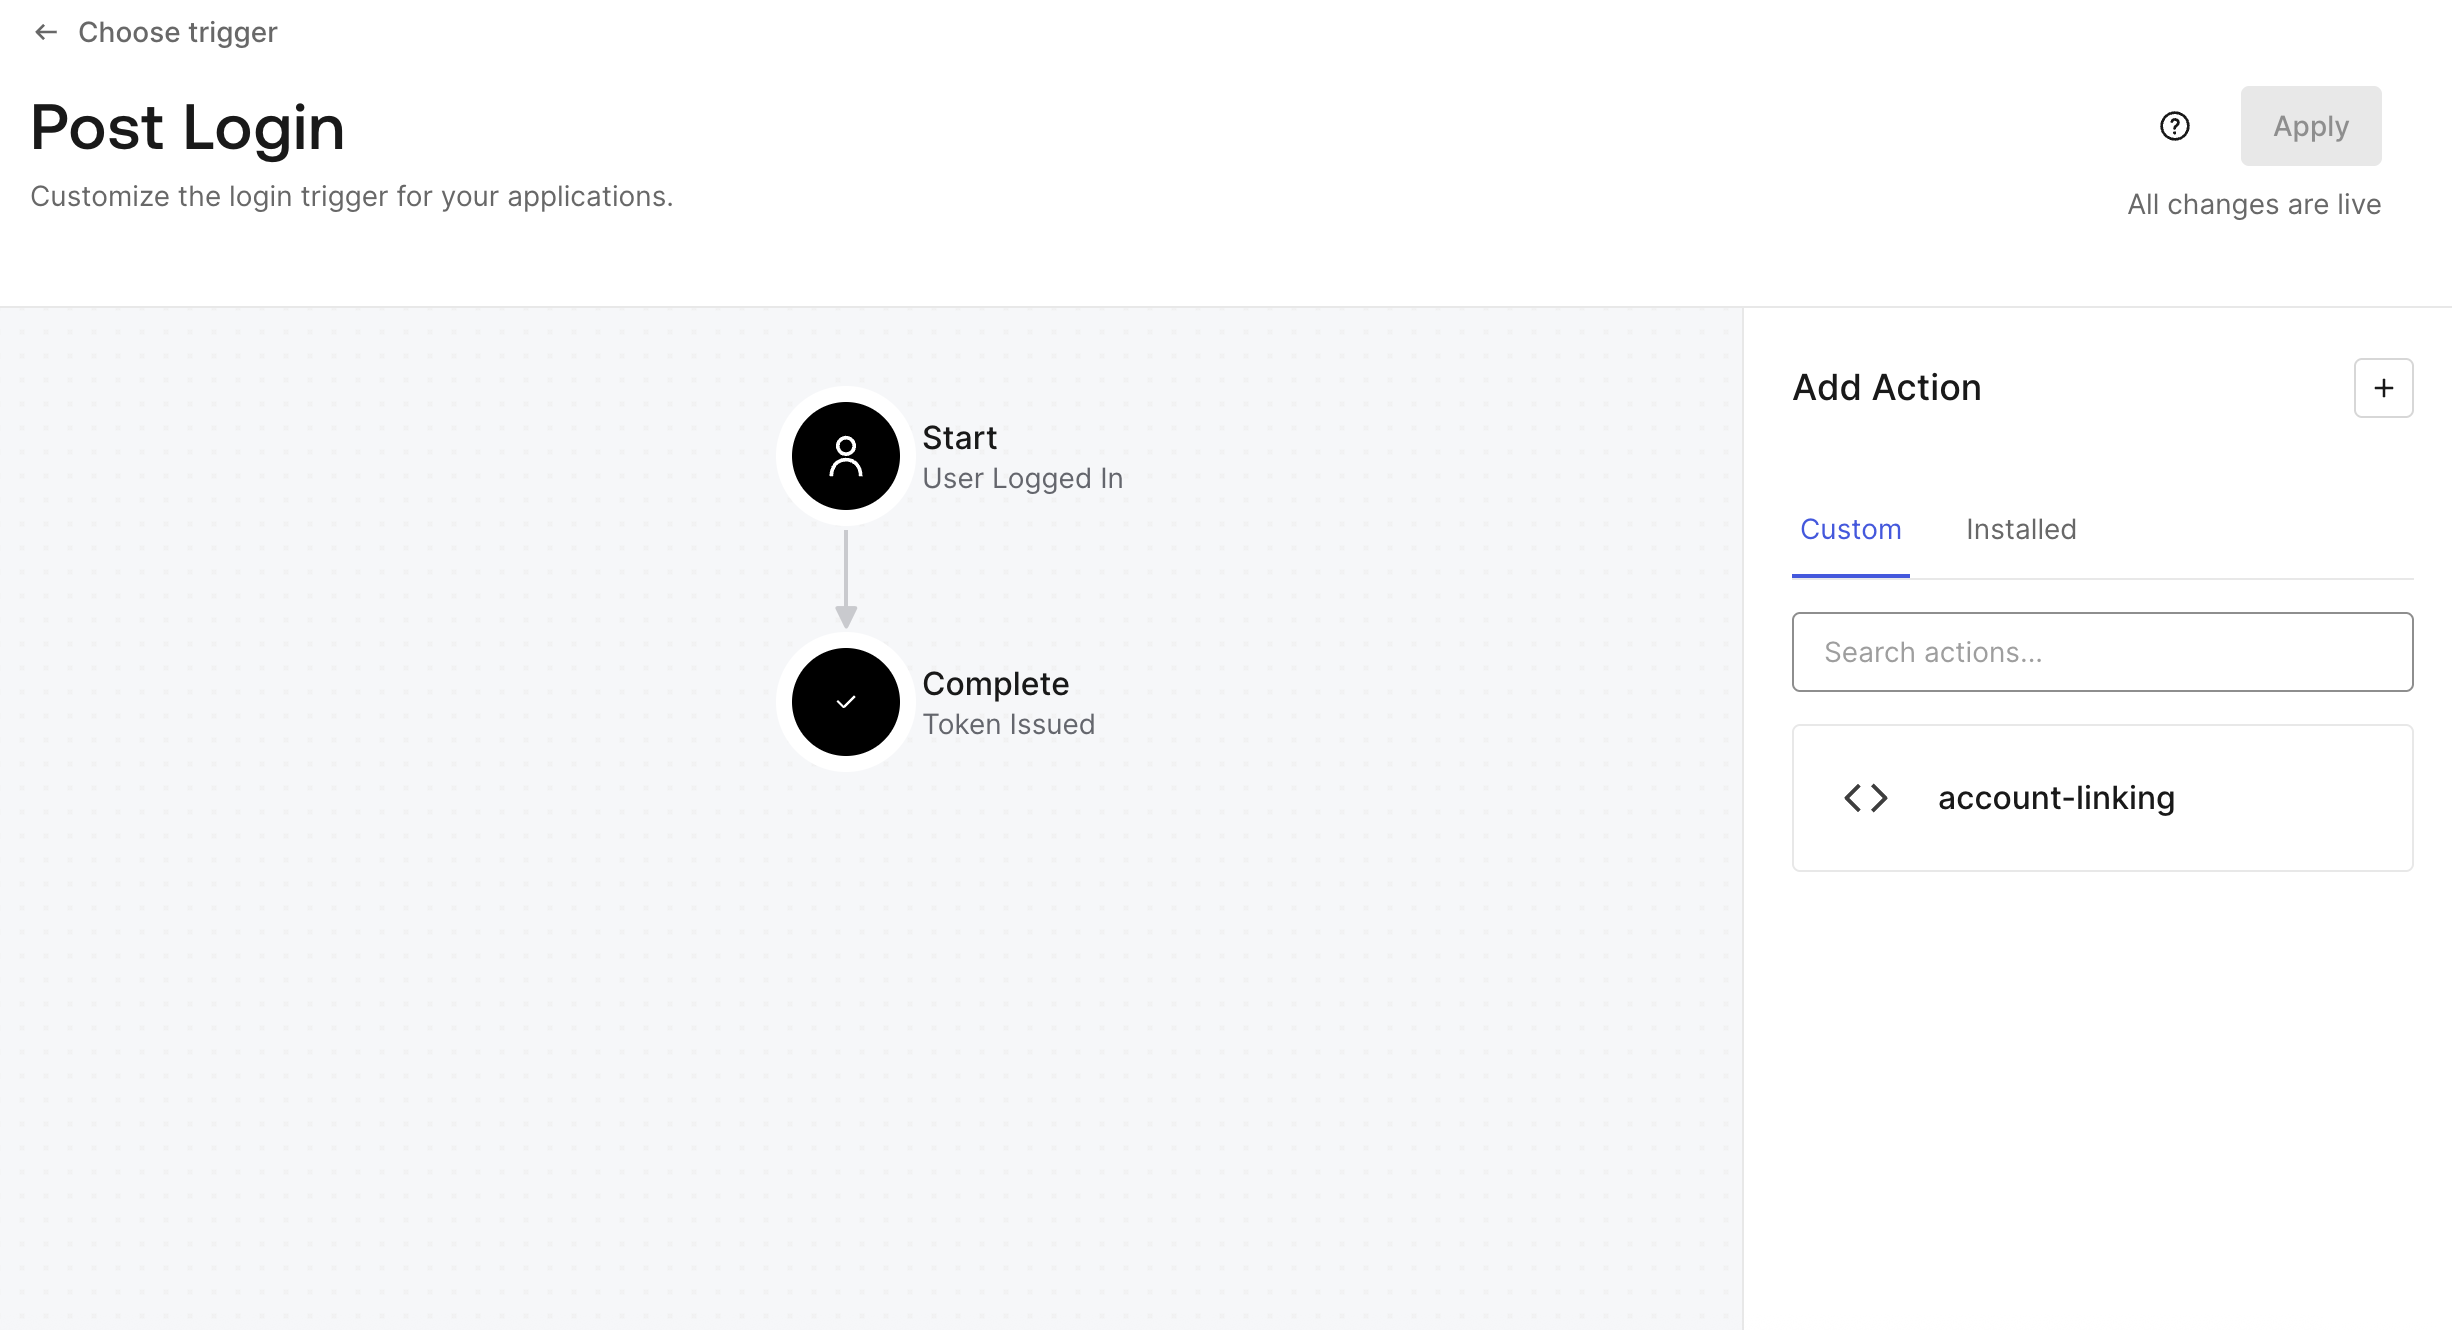 Choose trigger
Post Login
Customize the login trigger for your applications.
Apply
All changes are live
Start
User Logged In
Complete
Token Issued
Add Action
Custom
Installed
Search actions...
account-linking